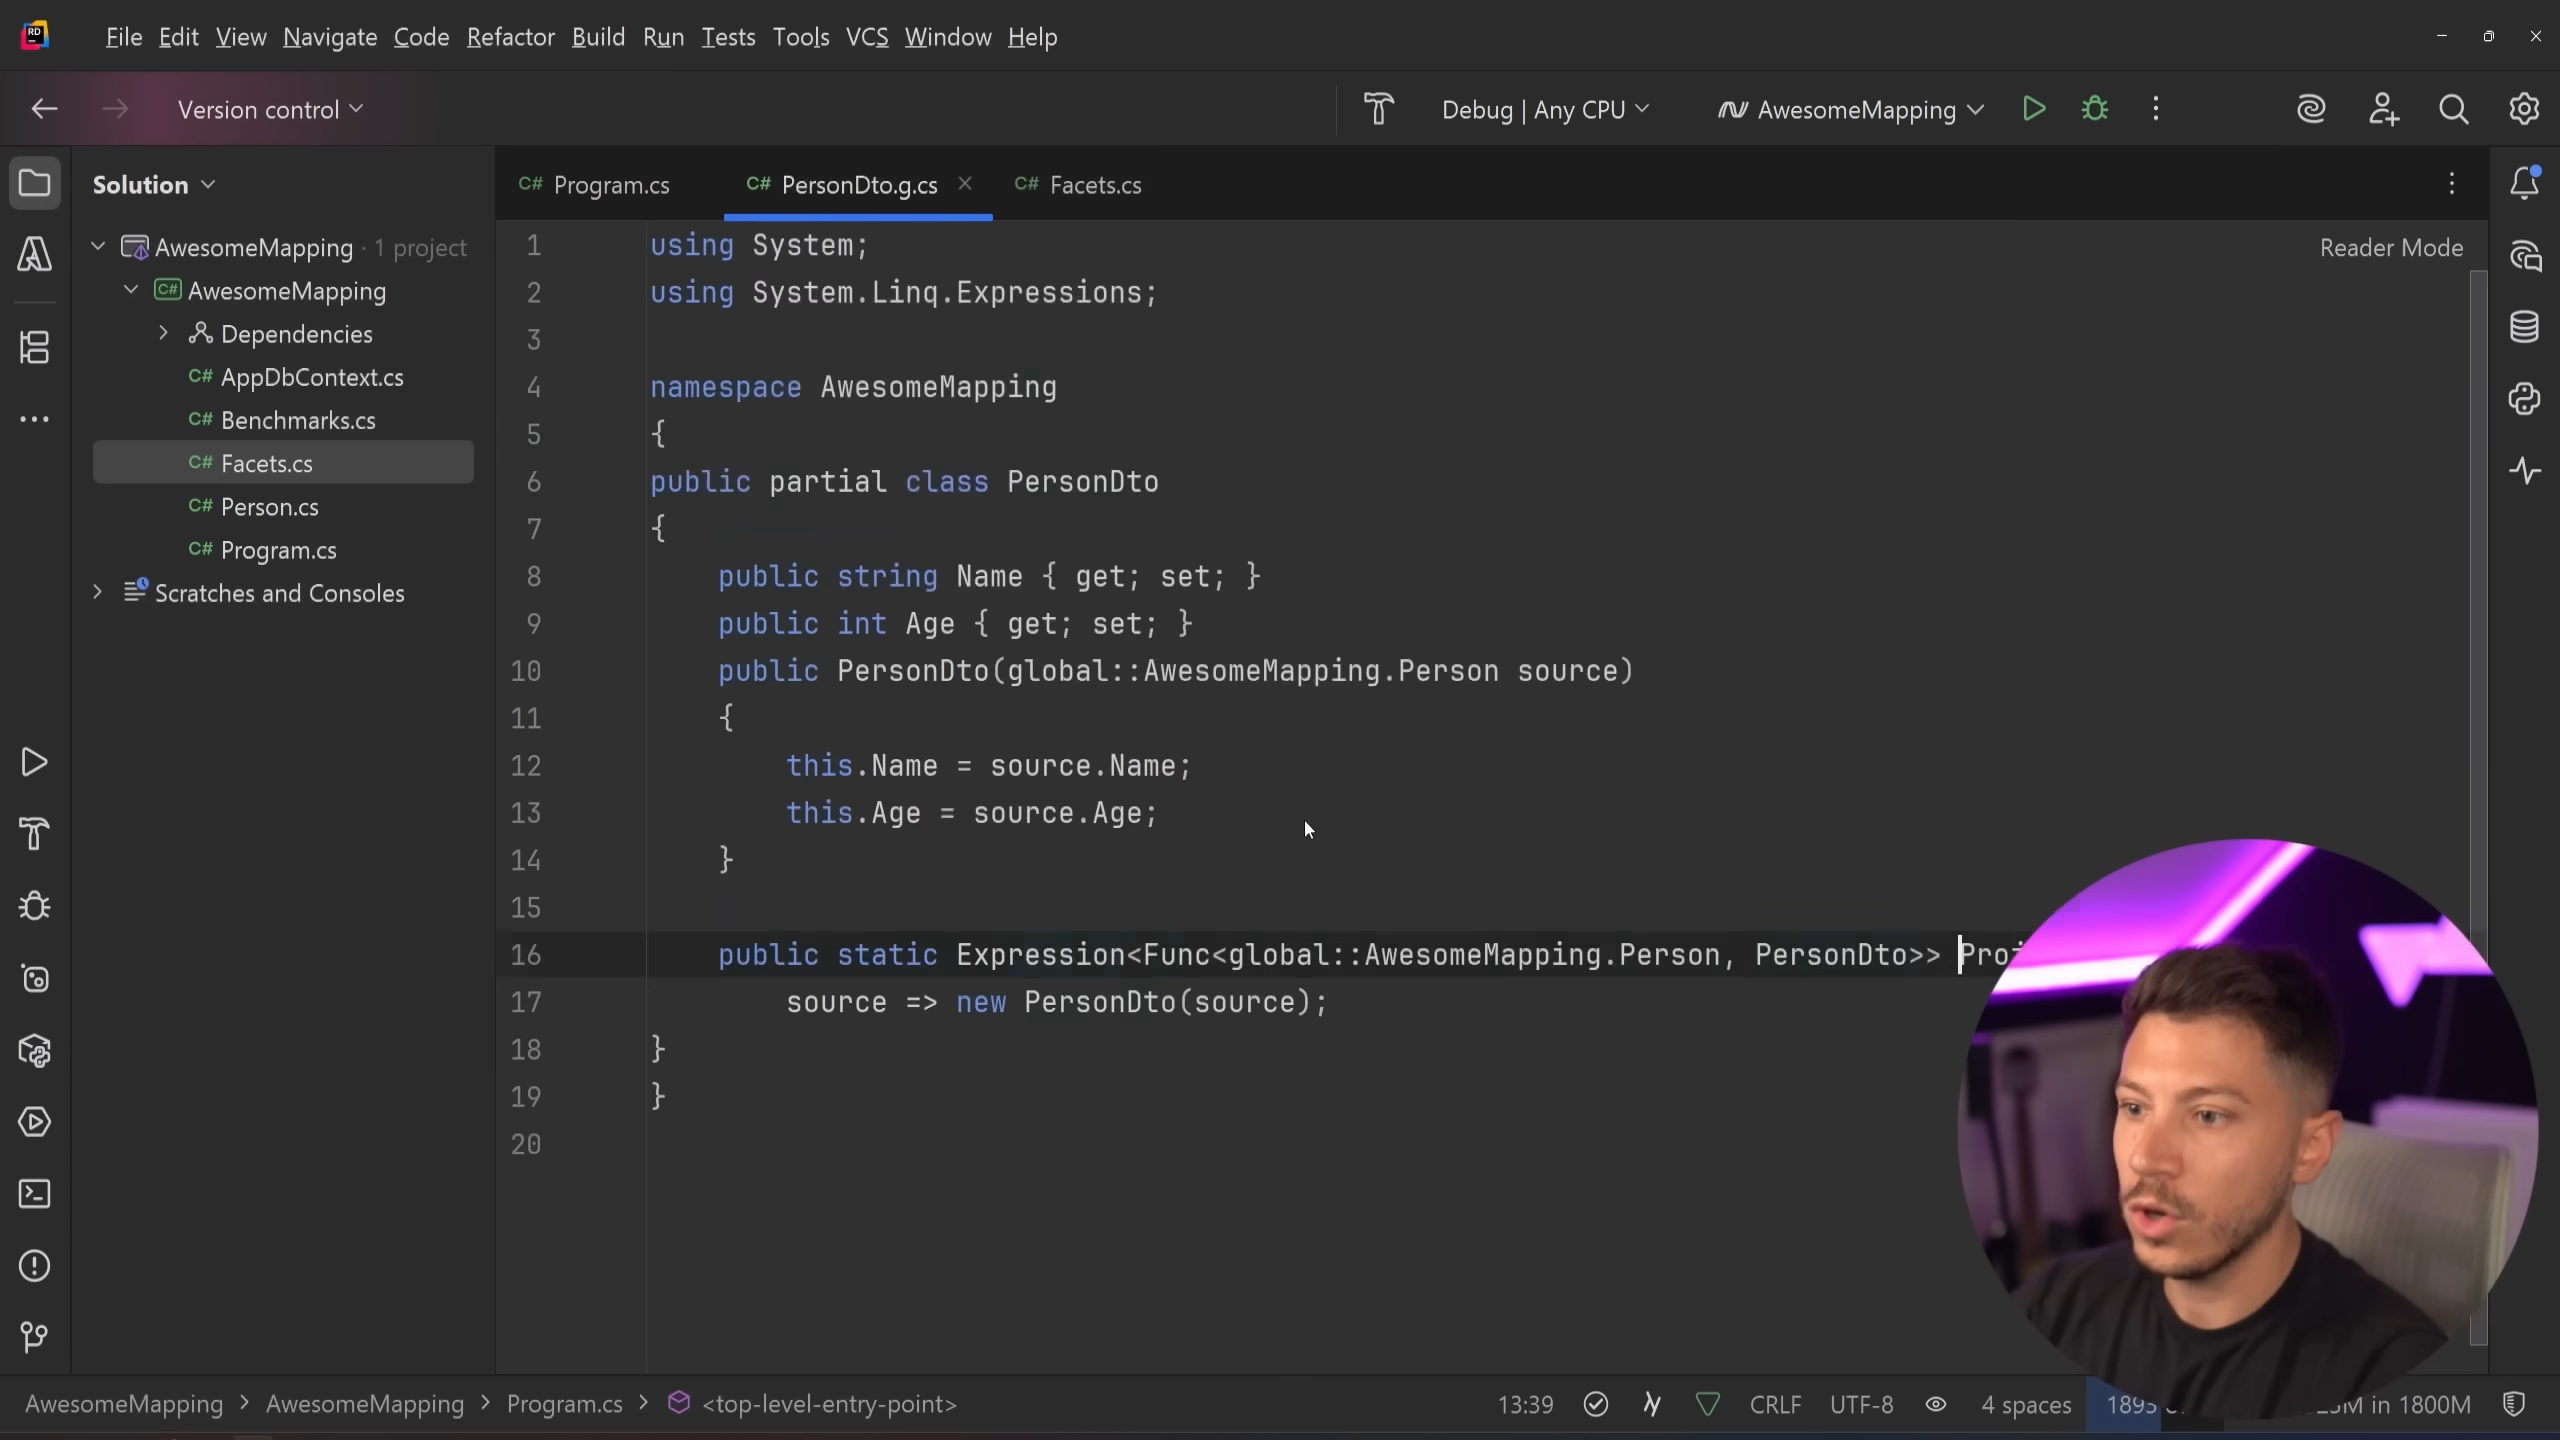 RD
File Edit View Navigate Code Refactor Build Run Tests Tools VCS Window Help
Version control
Debug | Any CPU
AwesomeMapping
Solution
C# Program.cs
C# PersonDto.g.cs
C# Facets.cs
AwesomeMapping · 1 project
C# AwesomeMapping
Dependencies
C# AppDbContext.cs
C# Benchmarks.cs
C# Facets.cs
C# Person.cs
C# Program.cs
Scratches and Consoles
Reader Mode
1 using System;
2 using System.Linq.Expressions;
3
4 namespace AwesomeMapping
5 {
6 public partial class PersonDto
7 {
8 public string Name { get; set; }
9 public int Age { get; set; }
10 public PersonDto(global::AwesomeMapping.Person source)
11 {
12 this.Name = source.Name;
13 this.Age = source.Age;
14 }
15
16 public static Expression<Func<global::AwesomeMapping.Person, PersonDto>>
17 source => new PersonDto(source);
18 }
19 }
20
AwesomeMapping > AwesomeMapping > Program.cs > <top-level-entry-point>
13:39
CRLF
UTF-8
4 spaces
in 1800M